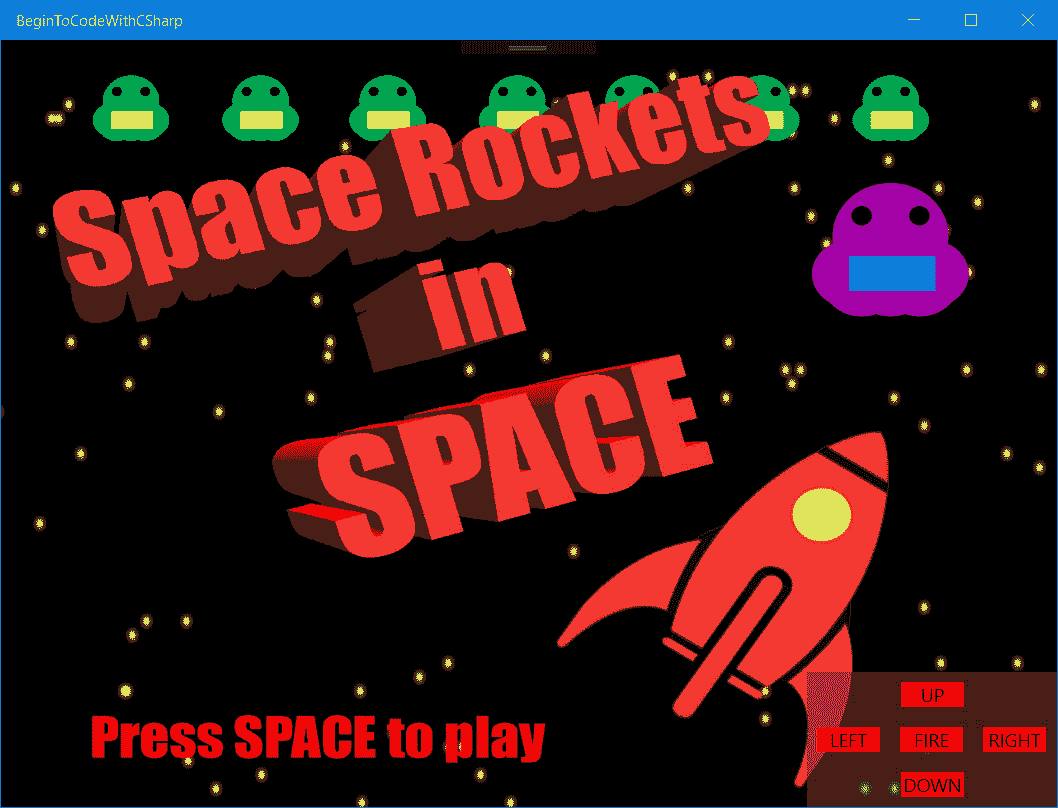 BeginToCodeWithCSharp
Space Rockets
in
SPACE
Press SPACE to play
UP
LEFT FIRE RIGHT
DOWN